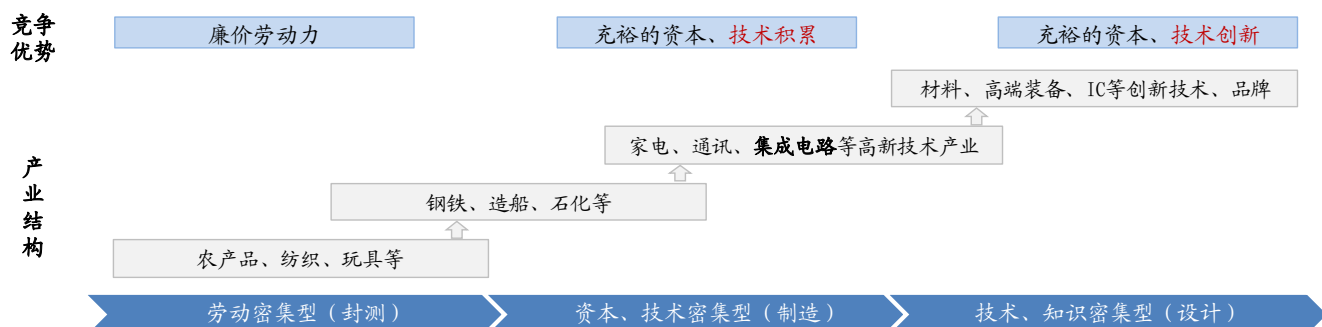 竞争
优势
廉价劳动力
充裕的资本、技术积累
充裕的资本、技术创新
材料、高端装备、IC等创新技术、品牌
家电、通讯、集成电路等高新技术产业
钢铁、造船、石化等
农产品、纺织、玩具等
产
业
结
构
劳动密集型（封测）
资本、技术密集型（制造）
技术、知识密集型（设计）